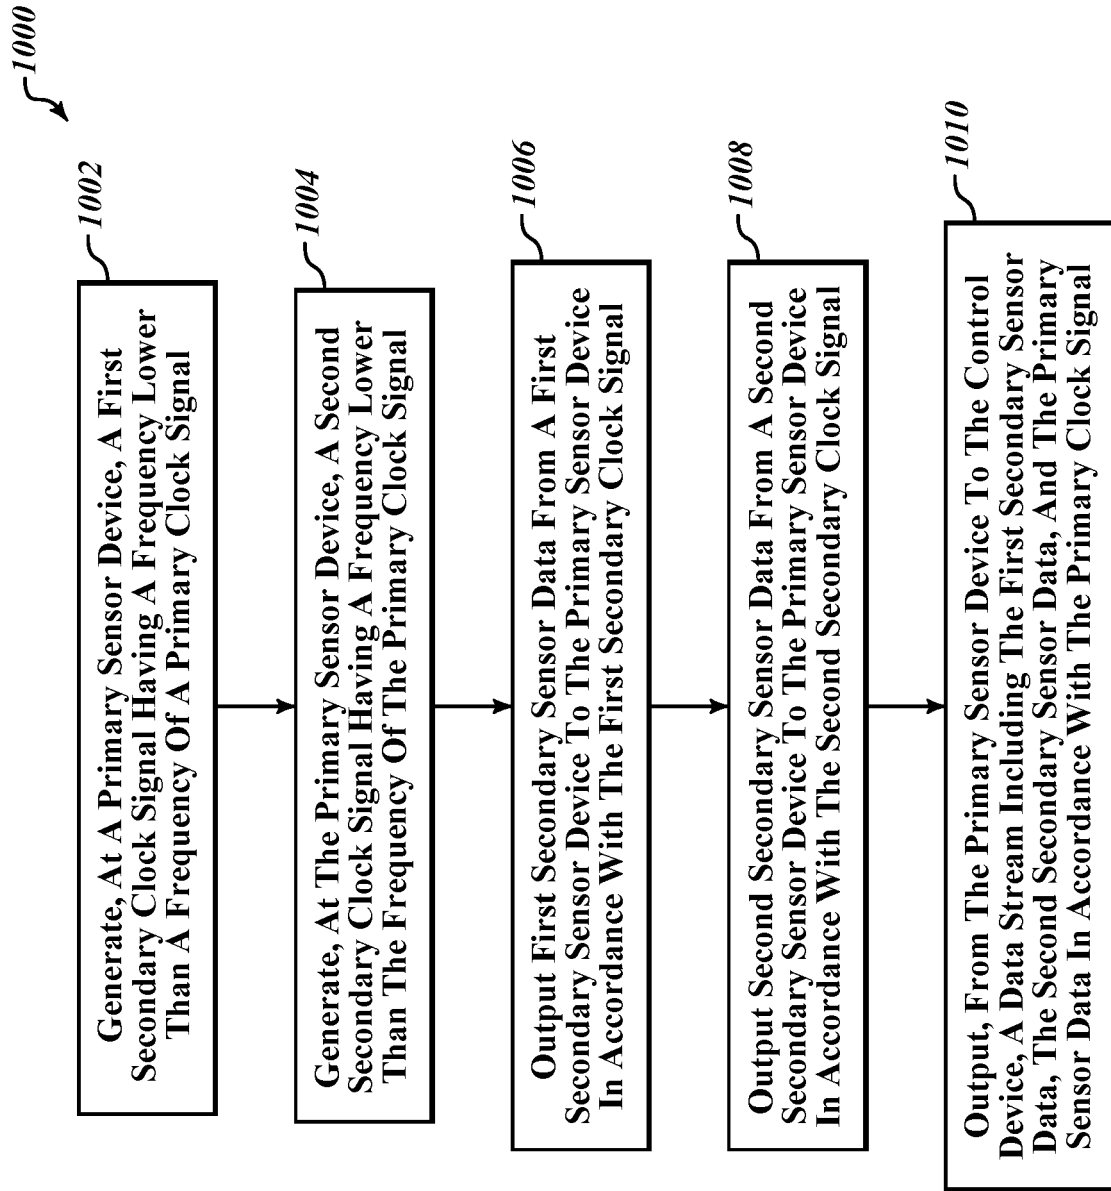 1000
1002
Generate, At A Primary Sensor Device, A First
Secondary Clock Signal Having A Frequency Lower
Than A Frequency Of A Primary Clock Signal
1004
Generate, At The Primary Sensor Device, A Second
Secondary Clock Signal Having A Frequency Lower
Than The Frequency Of The Primary Clock Signal
1006
Output First Secondary Sensor Data From A First
Secondary Sensor Device To The Primary Sensor Device
In Accordance With The First Secondary Clock Signal
1008
Output Second Secondary Sensor Data From A Second
Secondary Sensor Device To The Primary Sensor Device
In Accordance With The Second Secondary Clock Signal
1010
Output, From The Primary Sensor Device To The Control
Device, A Data Stream Including The First Secondary Sensor
Data, The Second Secondary Sensor Data, And The Primary
Sensor Data In Accordance With The Primary Clock Signal